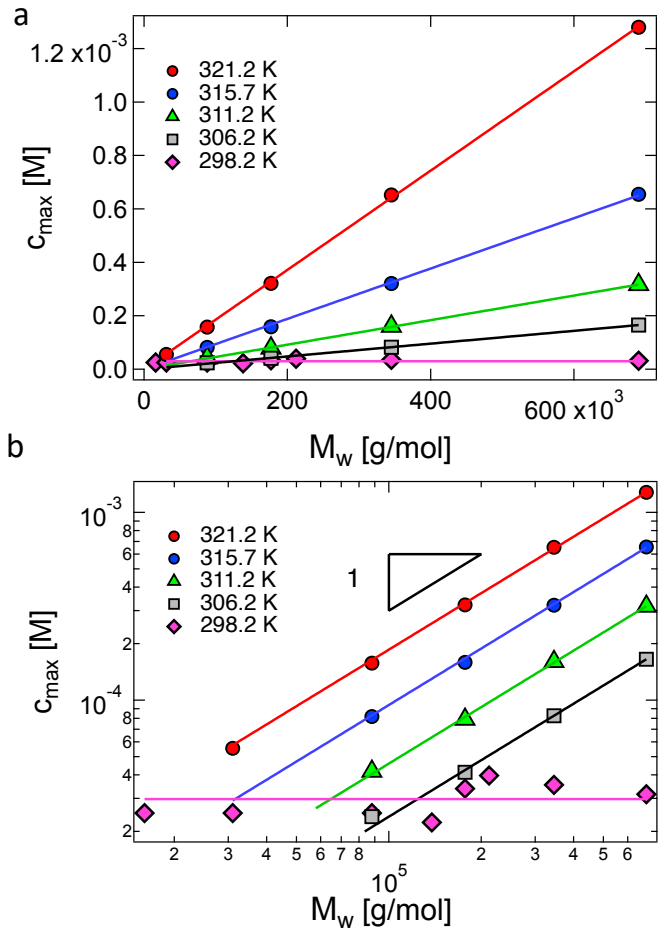 a
1.2 x10⁻³
1.0
0.8
0.6
0.4
0.2
0.0
c_max [M]
321.2 K
315.7 K
311.2 K
306.2 K
298.2 K
0
200
400
600 x10³
M_w [g/mol]
b
10⁻³
8
6
4
2
10⁻⁴
8
6
4
2
c_max [M]
321.2 K
315.7 K
311.2 K
306.2 K
298.2 K
1
2
3
4
5
6
7
8
10⁵
2
3
4
5
6
M_w [g/mol]